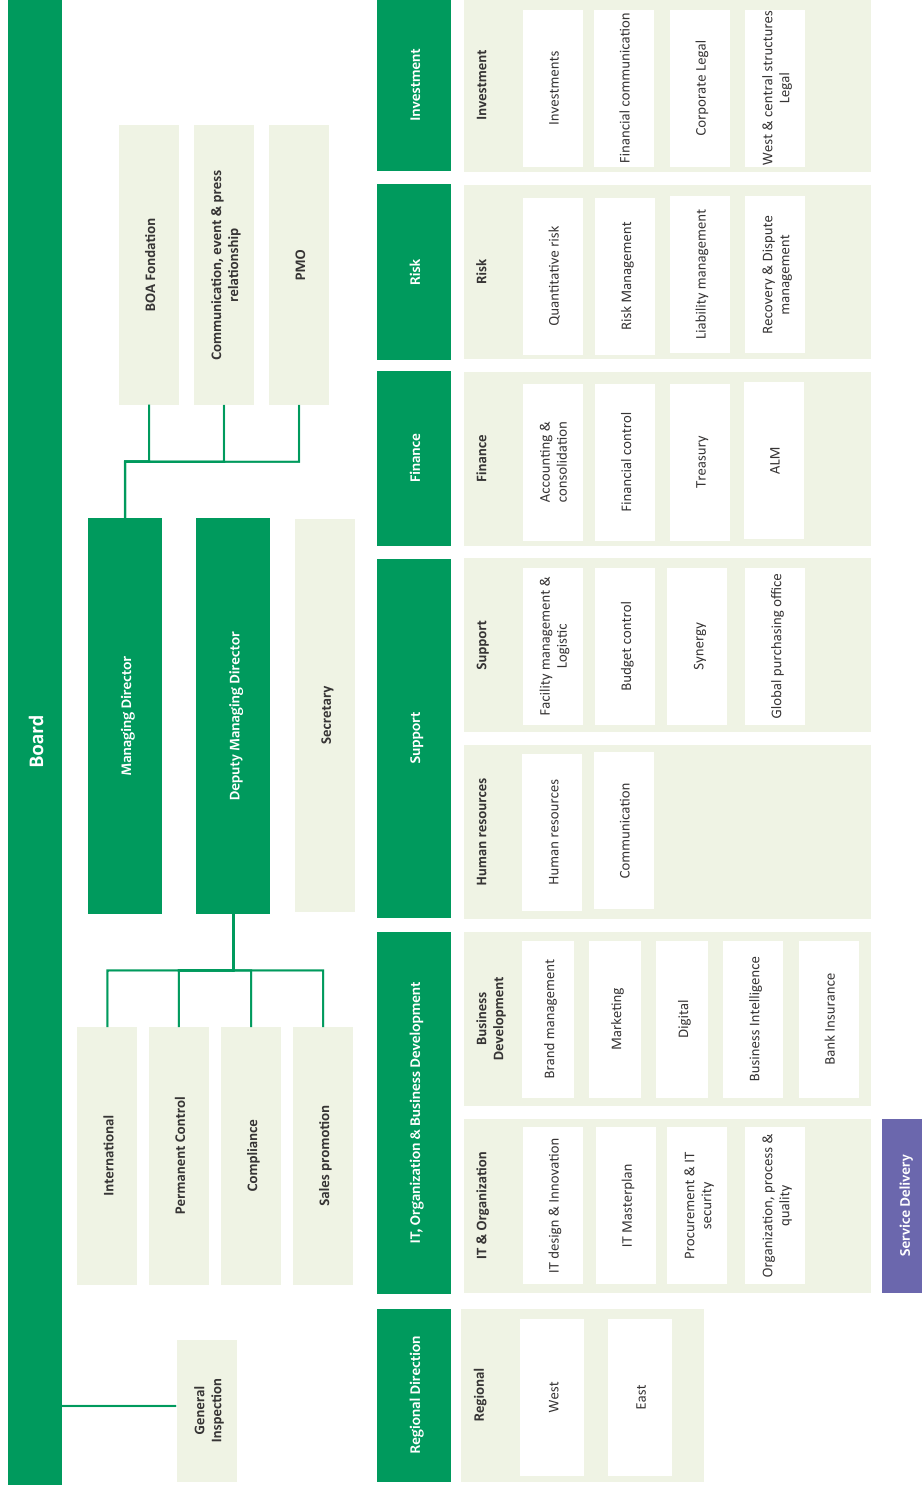 Board
General
Inspection
International
Permanent Control
Compliance
Sales promotion
Managing Director
Deputy Managing Director
Secretary
BOA Fondation
Communication, event & press
relationship
PMO
Regional Direction
IT, Organization & Business Development
Support
Finance
Risk
Investment
Regional
West
East
IT & Organization
IT design & Innovation
IT Masterplan
Procurement & IT
security
Organization, process &
quality
Business
Development
Brand management
Marketing
Digital
Business Intelligence
Bank Insurance
Human resources
Human resources
Communication
Support
Facility management &
Logistic
Budget control
Synergy
Global purchasing office
Finance
Accounting &
consolidation
Financial control
Treasury
ALM
Risk
Quantitative risk
Risk Management
Liability management
Recovery & Dispute
management
Investment
Investments
Financial communication
Corporate Legal
West & central structures
Legal
Service Delivery